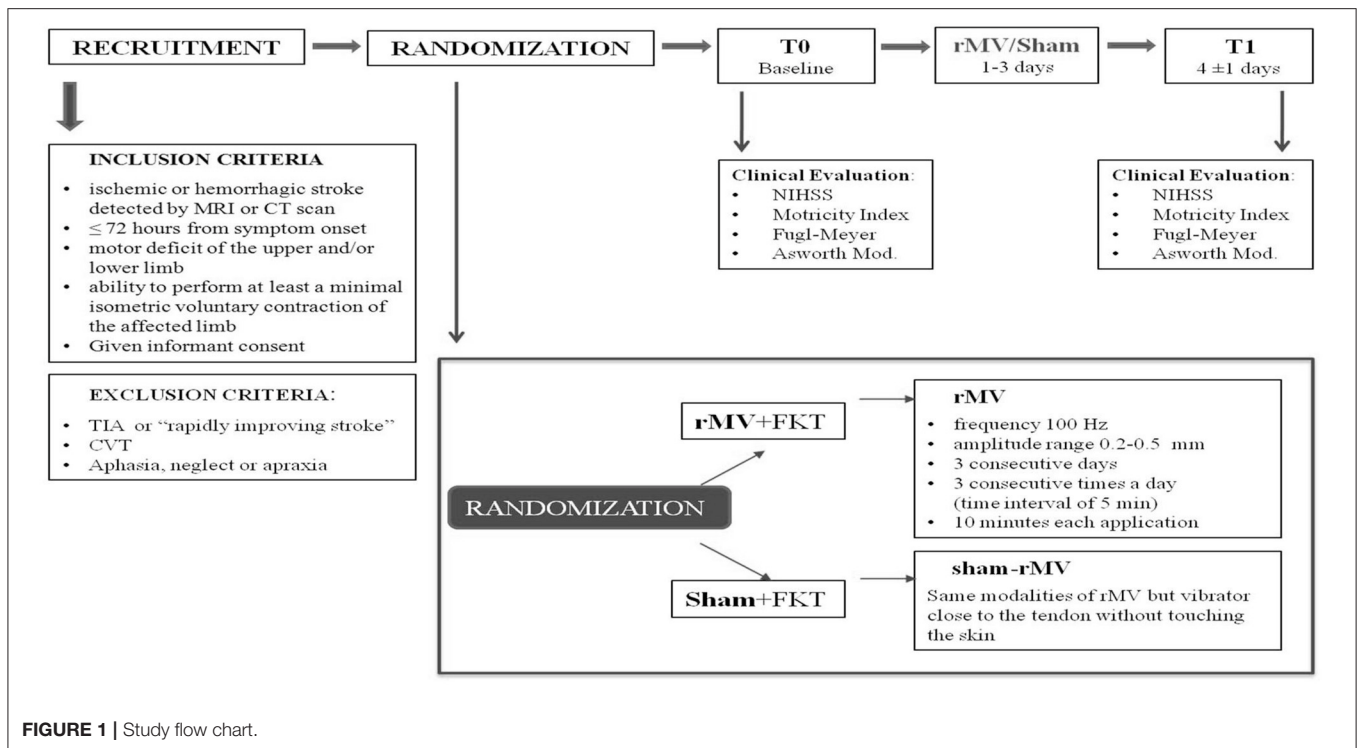 RECRUITMENT
RANDOMIZATION
T0
Baseline
rMV/Sham
1-3 days
T1
4 ±1 days
INCLUSION CRITERIA
• ischemic or hemorrhagic stroke
detected by MRI or CT scan
• ≤ 72 hours from symptom onset
• motor deficit of the upper and/or
lower limb
• ability to perform at least a minimal
isometric voluntary contraction of
the affected limb
• Given informant consent
EXCLUSION CRITERIA:
• TIA or “rapidly improving stroke”
• CVT
• Aphasia, neglect or apraxia
Clinical Evaluation:
• NIHSS
• Motricity Index
• Fugl-Meyer
• Asworth Mod.
Clinical Evaluation:
• NIHSS
• Motricity Index
• Fugl-Meyer
• Asworth Mod.
RANDOMIZATION
rMV+FKT
rMV
• frequency 100 Hz
• amplitude range 0.2-0.5 mm
• 3 consecutive days
• 3 consecutive times a day
(time interval of 5 min)
• 10 minutes each application
Sham+FKT
sham-rMV
Same modalities of rMV but vibrator
close to the tendon without touching
the skin
FIGURE 1 | Study flow chart.